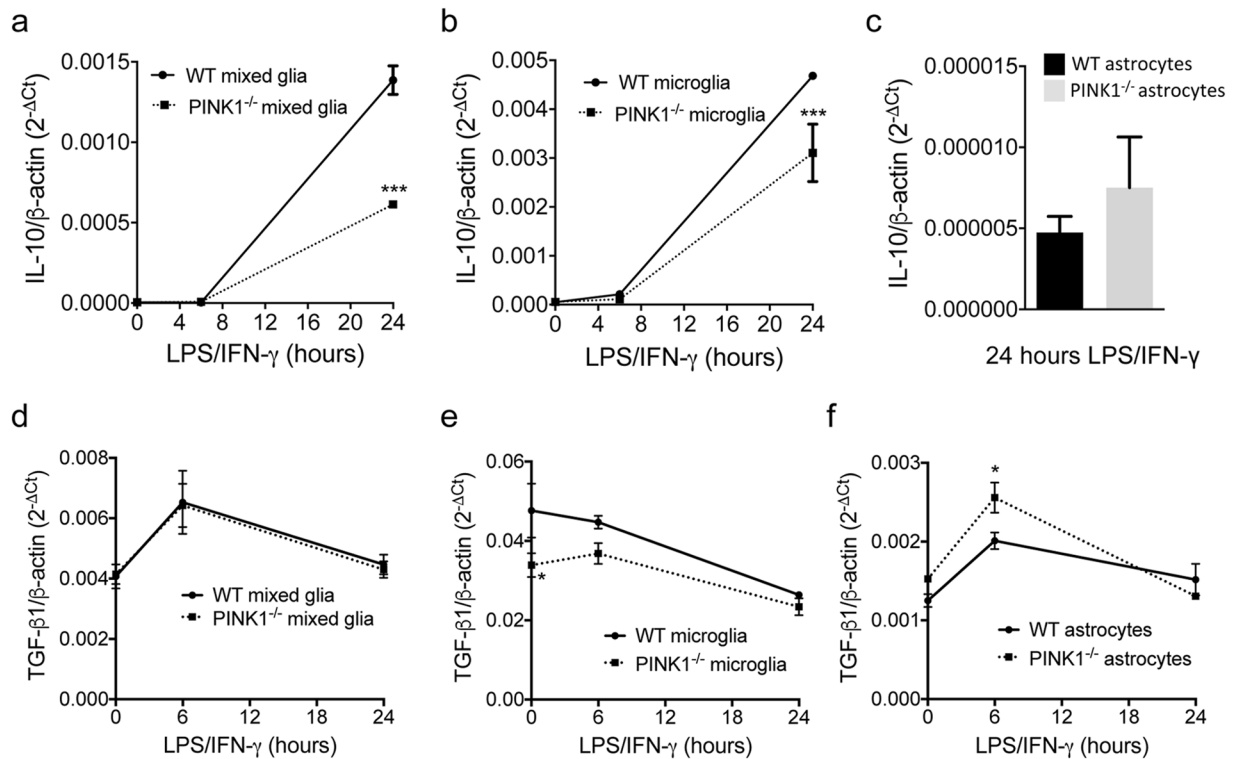 a
IL-10/β-actin (2-ΔCt)
0.0015
0.0010
0.0005
0.0000
WT mixed glia
PINK1-/- mixed glia
***
0 4 8 12 16 20 24
LPS/IFN-γ (hours)
b
IL-10/β-actin (2-ΔCt)
0.005
0.004
0.003
0.002
0.001
0.000
WT microglia
PINK1-/- microglia
***
0 4 8 12 16 20 24
LPS/IFN-γ (hours)
c
IL-10/β-actin (2-ΔCt)
0.000015
0.000010
0.000005
0.000000
WT astrocytes
PINK1-/- astrocytes
24 hours LPS/IFN-γ
d
TGF-β1/β-actin (2-ΔCt)
0.008
0.006
0.004
0.002
0.000
WT mixed glia
PINK1-/- mixed glia
0 6 12 18 24
LPS/IFN-γ (hours)
e
TGF-β1/β-actin (2-ΔCt)
0.06
0.04
0.02
0.00
*
WT microglia
PINK1-/- microglia
0 6 12 18 24
LPS/IFN-γ (hours)
f
TGF-β1/β-actin (2-ΔCt)
0.003
0.002
0.001
0.000
*
WT astrocytes
PINK1-/- astrocytes
0 6 12 18 24
LPS/IFN-γ (hours)